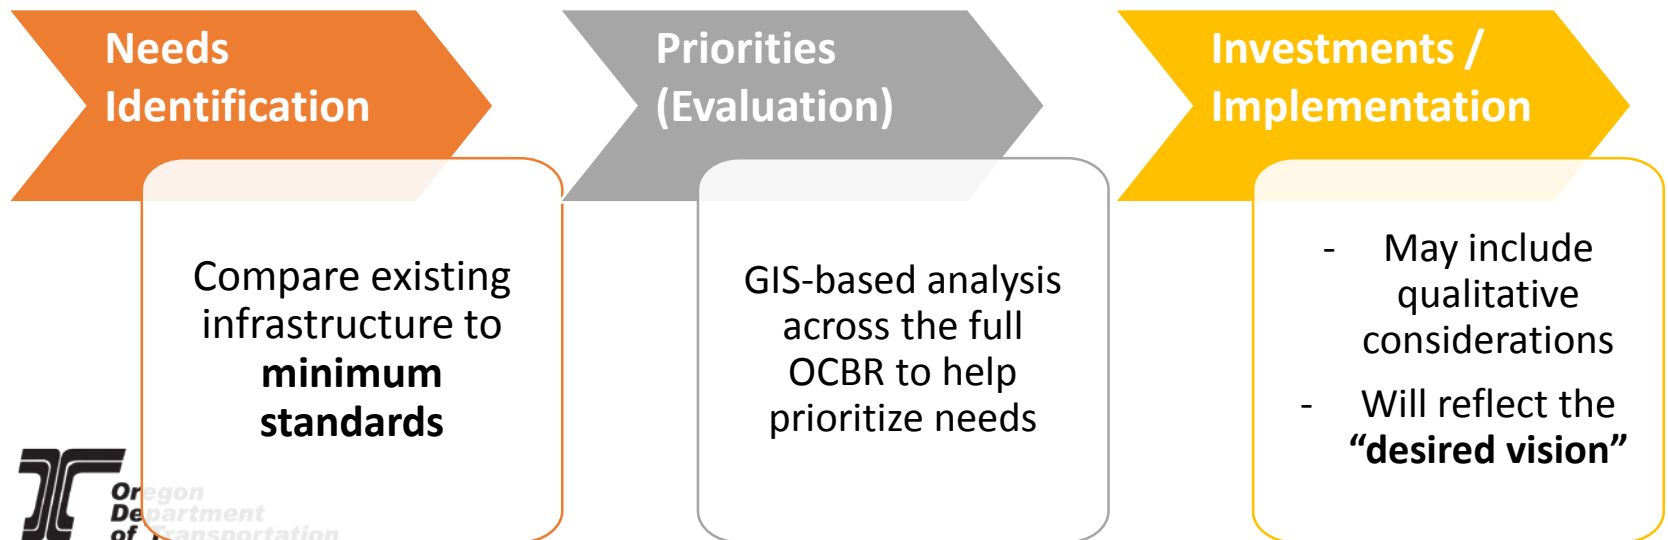 Needs
Identification
Compare existing
infrastructure to
minimum
standards
Priorities
(Evaluation)
GIS-based analysis
across the full
OCBR to help
prioritize needs
Investments /
Implementation
- May include
qualitative
considerations
- Will reflect the
“desired vision”
Oregon
Department
of Transportation